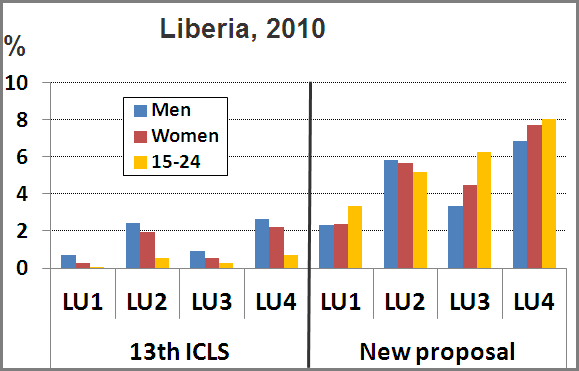 Liberia, 2010
%
10
8
6
4
2
0
Men
Women
15-24
LU1 LU2 LU3 LU4 LU1 LU2 LU3 LU4
13th ICLS New proposal